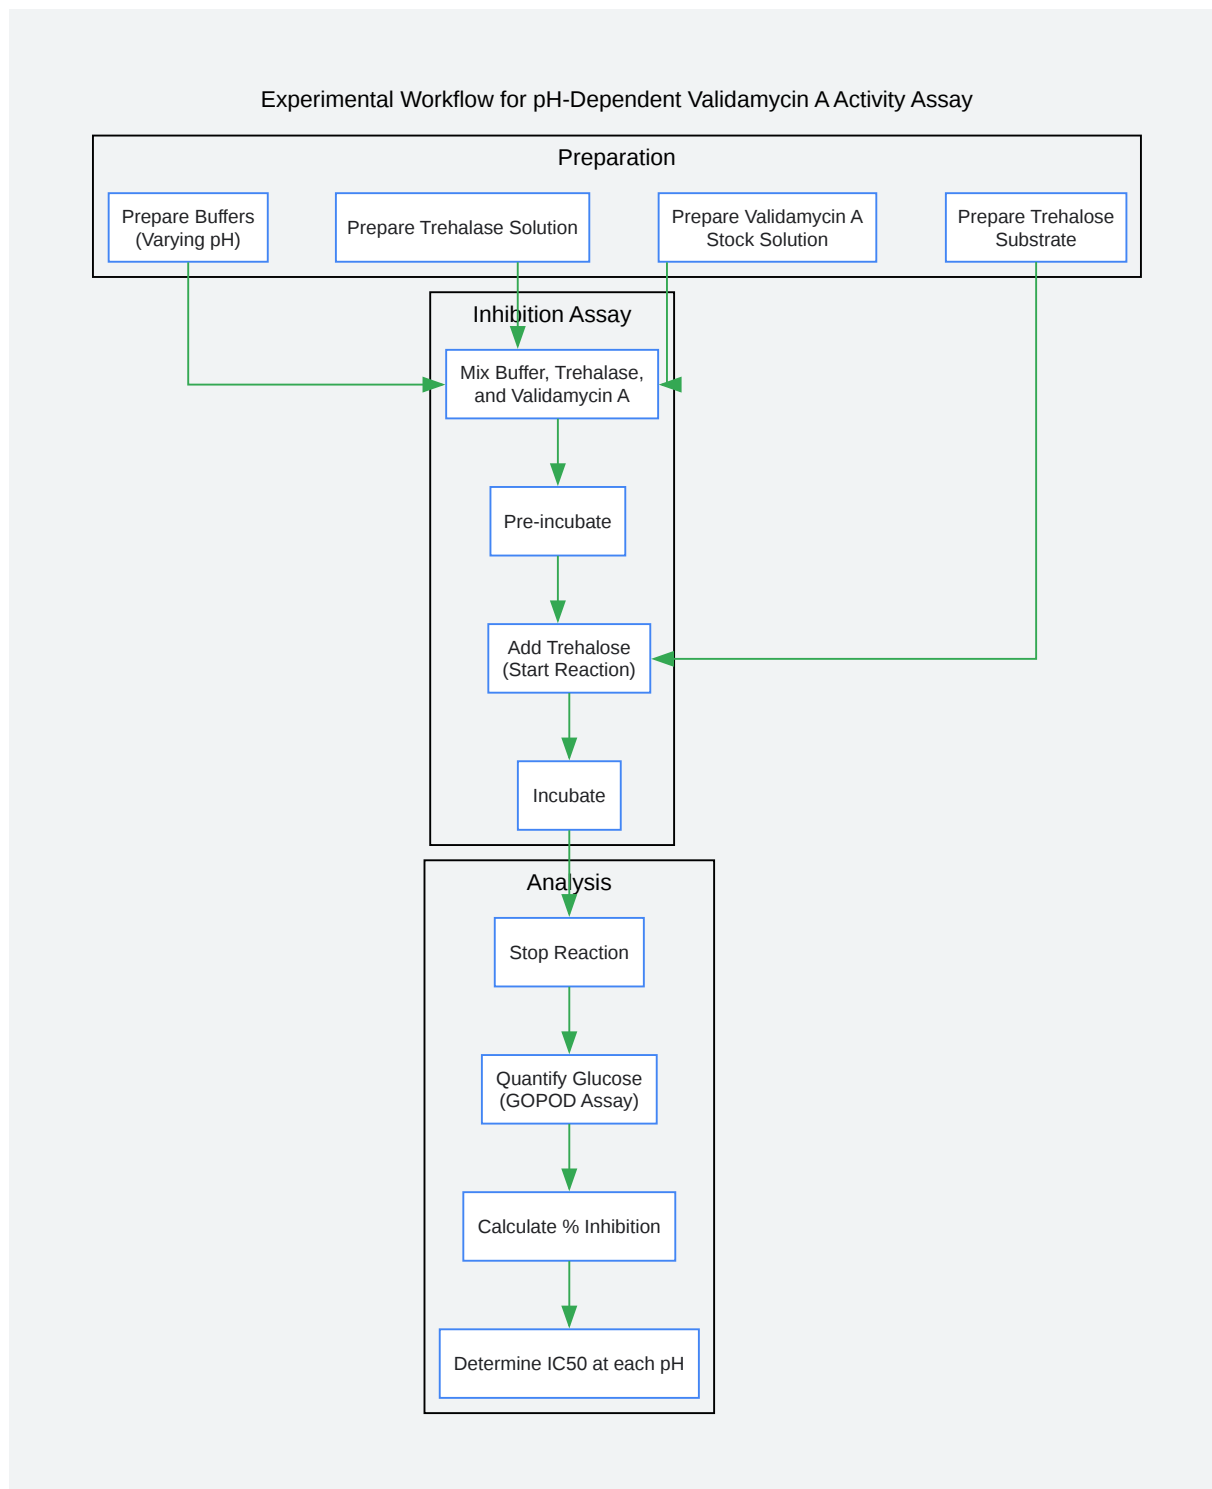 Experimental Workflow for pH-Dependent Validamycin A Activity Assay
Preparation
Prepare Buffers
(Varying pH)
Prepare Trehalase Solution
Prepare Validamycin A
Stock Solution
Prepare Trehalose
Substrate
Inhibition Assay
Mix Buffer, Trehalase,
and Validamycin A
Pre-incubate
Add Trehalose
(Start Reaction)
Incubate
Analysis
Stop Reaction
Quantify Glucose
(GOPOD Assay)
Calculate % Inhibition
Determine IC50 at each pH